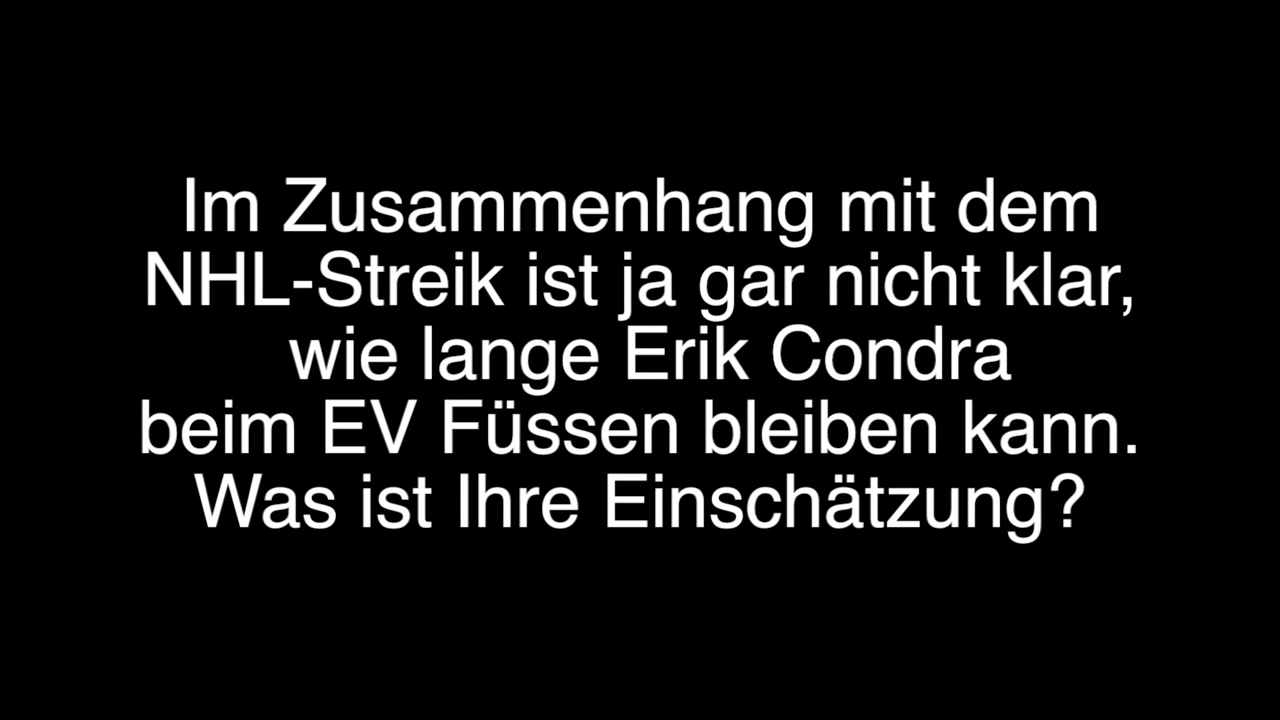 Im Zusammenhang mit dem
NHL-Streik ist ja gar nicht klar,
wie lange Erik Condra
beim EV Füssen bleiben kann.
Was ist Ihre Einschätzung?